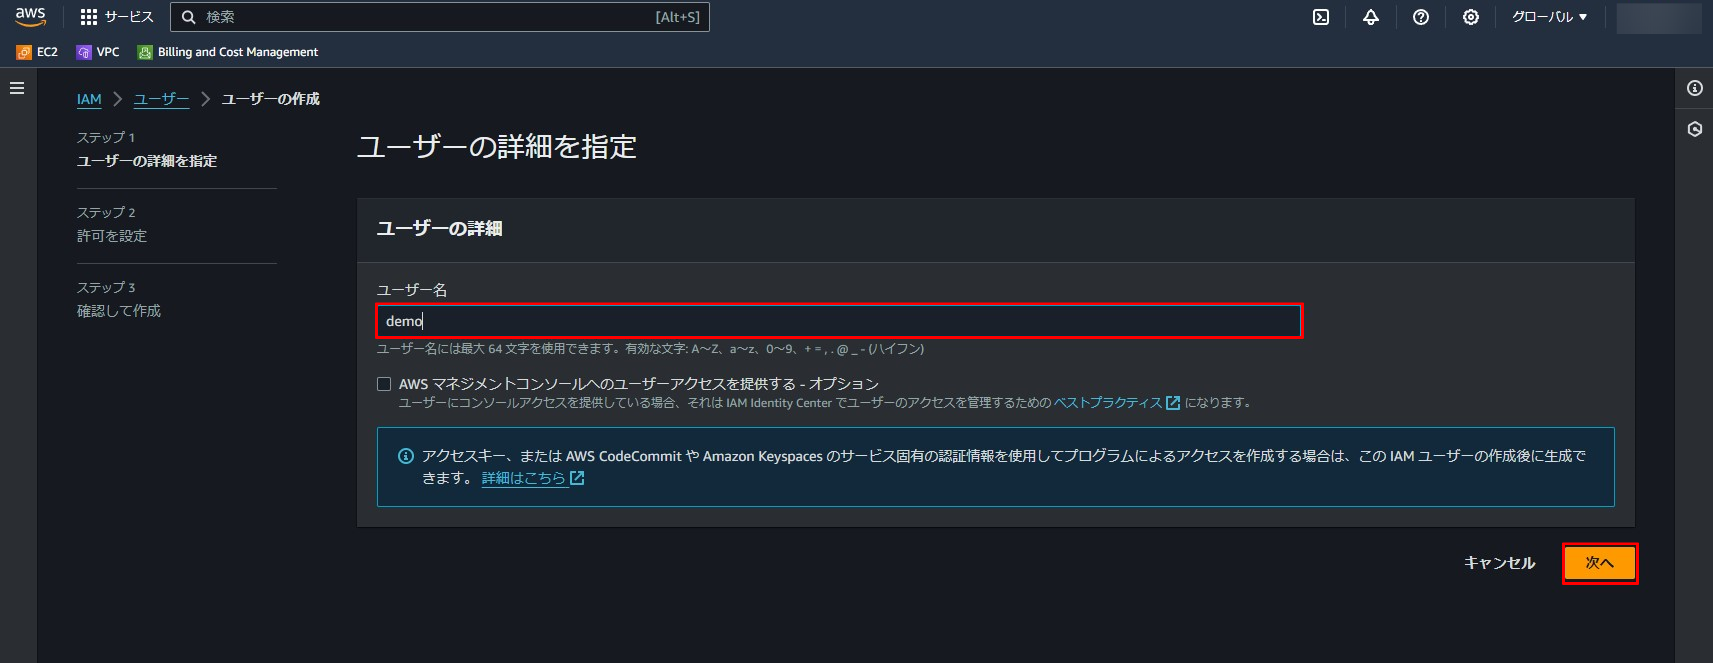 aws
サービス
検索
[Alt+S]
グローバル ▼
EC2
VPC
Billing and Cost Management
IAM
ユーザー
ユーザーの作成
ステップ 1
ユーザーの詳細を指定
ステップ 2
許可を設定
ステップ 3
確認して作成
ユーザーの詳細を指定
ユーザーの詳細
ユーザー名
demo
ユーザー名には最大 64 文字を使用できます。有効な文字: A～Z、a～z、0～9、+ = , . @ _ - (ハイフン)
AWS マネジメントコンソールへのユーザーアクセスを提供する - オプション
ユーザーにコンソールアクセスを提供している場合、それは IAM Identity Center でユーザーのアクセスを管理するための ベストプラクティス になります。
アクセスキー、または AWS CodeCommit や Amazon Keyspaces のサービス固有の認証情報を使用してプログラムによるアクセスを作成する場合は、この IAM ユーザーの作成後に生成で
きます。 詳細はこちら
キャンセル
次へ